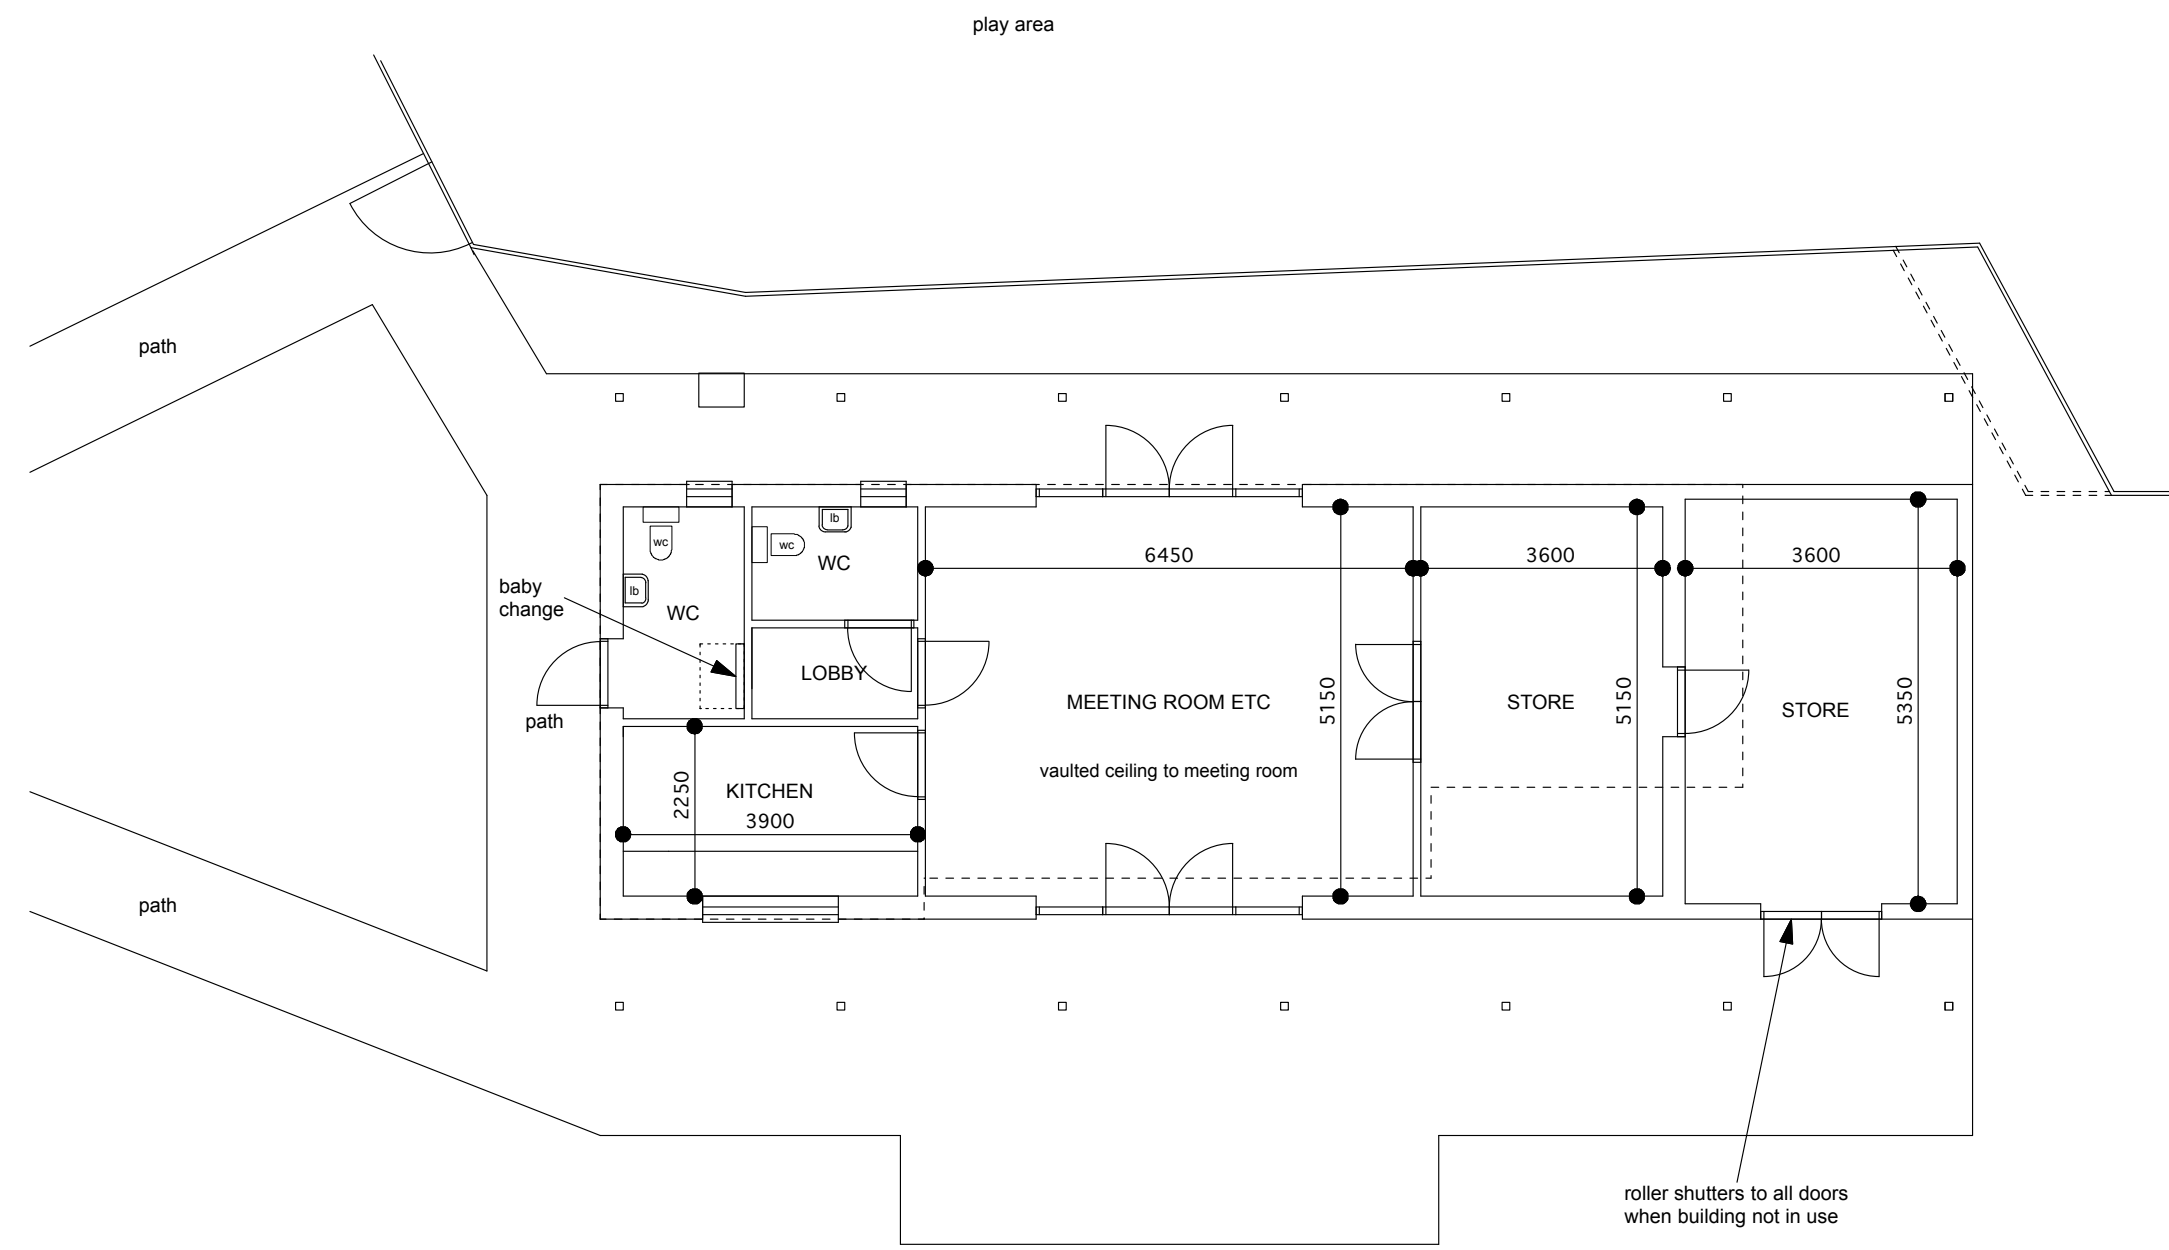 play area
path
lb
wc
wc
WC
6450
3600
3600
baby
change
lb
WC
LOBBY
MEETING ROOM ETC
5150
STORE
5150
STORE
5350
path
vaulted ceiling to meeting room
2250
KITCHEN
3900
path
roller shutters to all doors
when building not in use